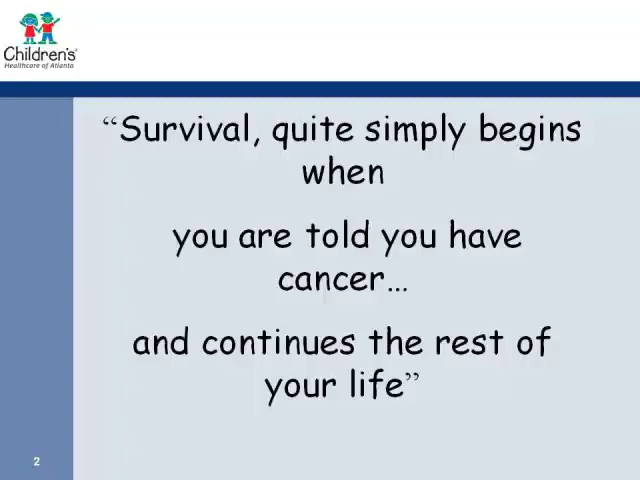 Children's
Healthcare of Atlanta
“Survival, quite simply begins
when
you are told you have
cancer…
and continues the rest of
your life”
2